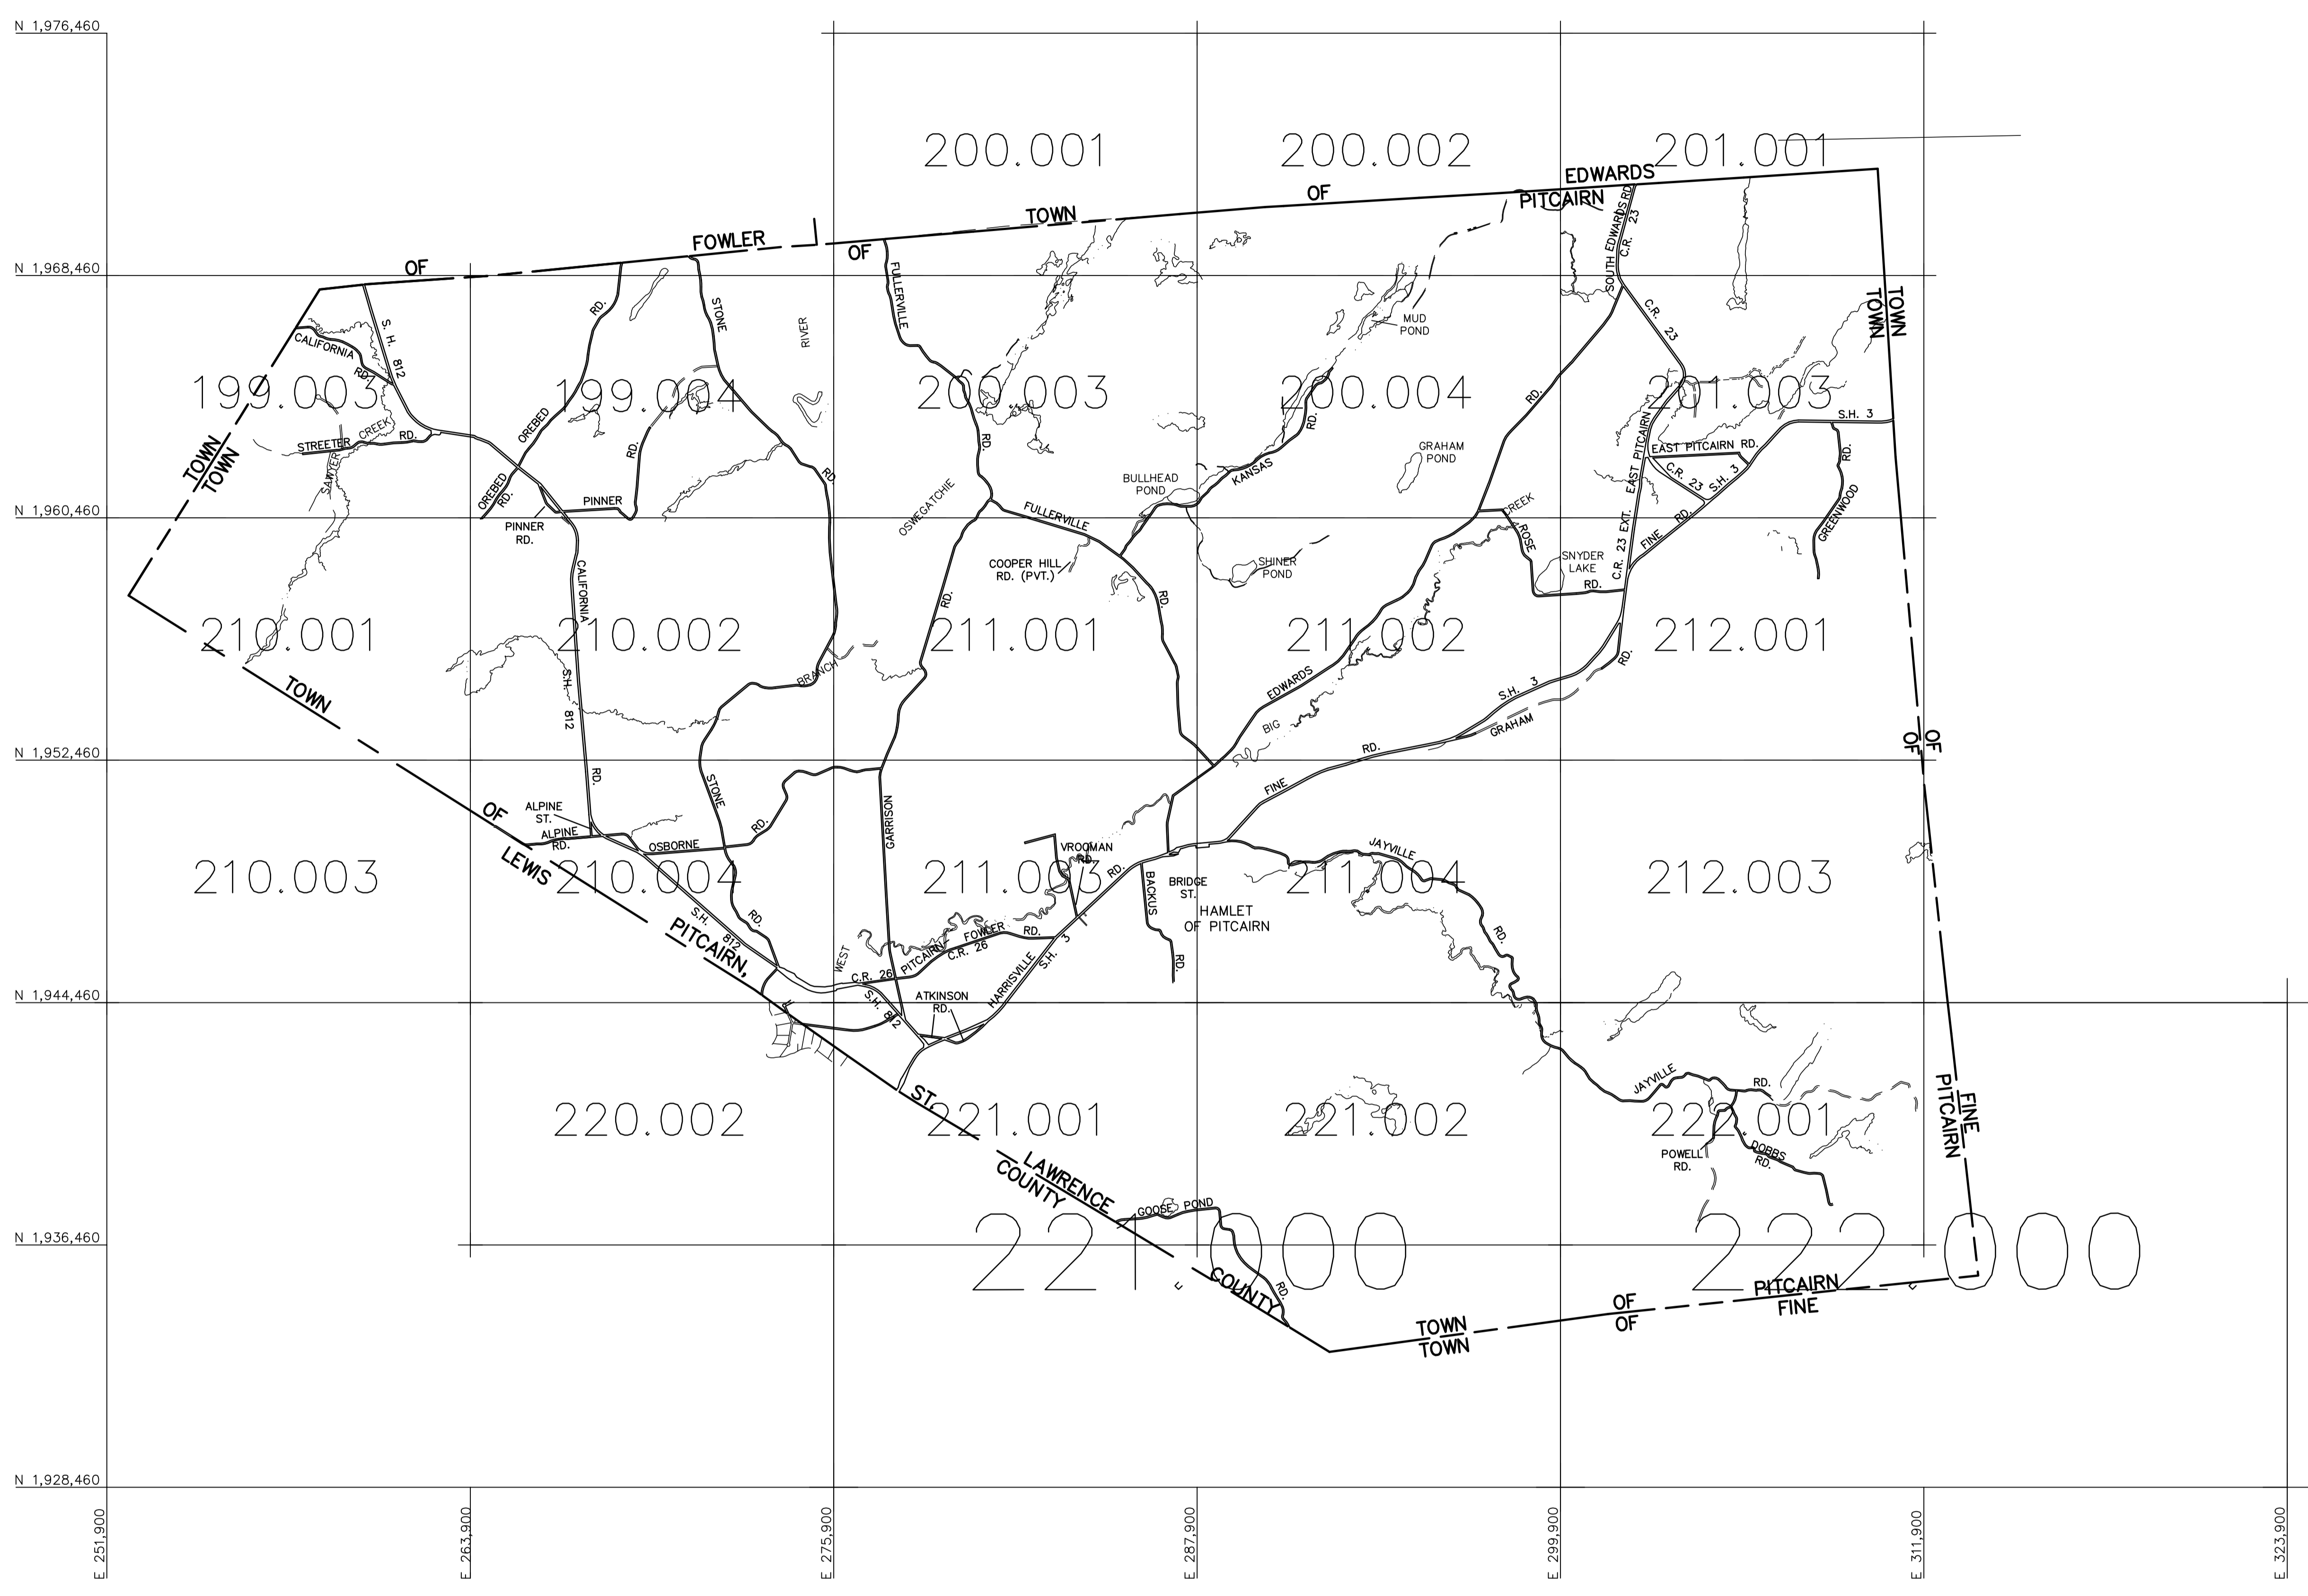 N 1,976,460
200.001
200.002
201.001
EDWARDS
PITCAIRN
OF
TOWN
OF
FOWLER
OF
SOUTH EDWARDS RD.
C.R. 23
N 1,968,460
FULLERVILLE
STONE
RD.
RIVER
S. H. 812
CALIFORNIA
RD.
MUD
POND
C.R. 23
TOWN
TOWN
199.003
199.004
200.003
200.004
201.003
STREETER
CREEK
RD.
SAWYER
TOWN
TOWN
OREBED
RD.
OREBED
RD.
PINNER
PINNER
RD.
RD.
RD.
OSWEGATCHIE
BULLHEAD
POND
KANSAS
RD.
GRAHAM
POND
RD.
EAST PITCAIRN
EAST PITCAIRN RD.
C.R. 23
S.H. 3
S.H. 3
RD.
GREENWOOD
N 1,960,460
FULLERVILLE
COOPER HILL
RD. (PVT.)
SHINER
POND
CREEK
ROSE
SNYDER
LAKE
RD.
C.R. 23 EXT.
FINE
RD.
CALIFORNIA
RD.
RD.
210.001
210.002
211.001
211.002
212.001
TOWN
S.H.
812
BRANCH
EDWARDS
BIG
S.H. 3
GRAHAM
RD.
N 1,952,460
OF
OF
RD.
FINE
RD.
STONE
ALPINE
ST.
ALPINE
RD.
OSBORNE
RD.
GARRISON
OF
LEWIS
VROOMAN
RD.
RD.
JAYVILLE
210.003
210.004
211.003
211.004
212.003
BACKUS
RD.
BRIDGE
ST.
HAMLET
OF PITCAIRN
S.H. 812
RD.
PITCAIRN,
WEST
C.R. 26
PITCAIRN-
FOWLER
RD.
C.R. 26
HARRISVILLE
S.H. 3
RD.
N 1,944,460
S.H. 812
ATKINSON
RD.
JAYVILLE
RD.
FINE
PITCAIRN
ST.
220.002
221.001
221.002
222.001
POWELL
RD.
DOBBS
RD.
LAWRENCE
COUNTY
GOOSE POND
RD.
N 1,936,460
221.000
222.000
COUNTY
PITCAIRN
FINE
OF
OF
TOWN
TOWN
N 1,928,460
E 251,900
E 263,900
E 275,900
E 287,900
E 299,900
E 311,900
E 323,900